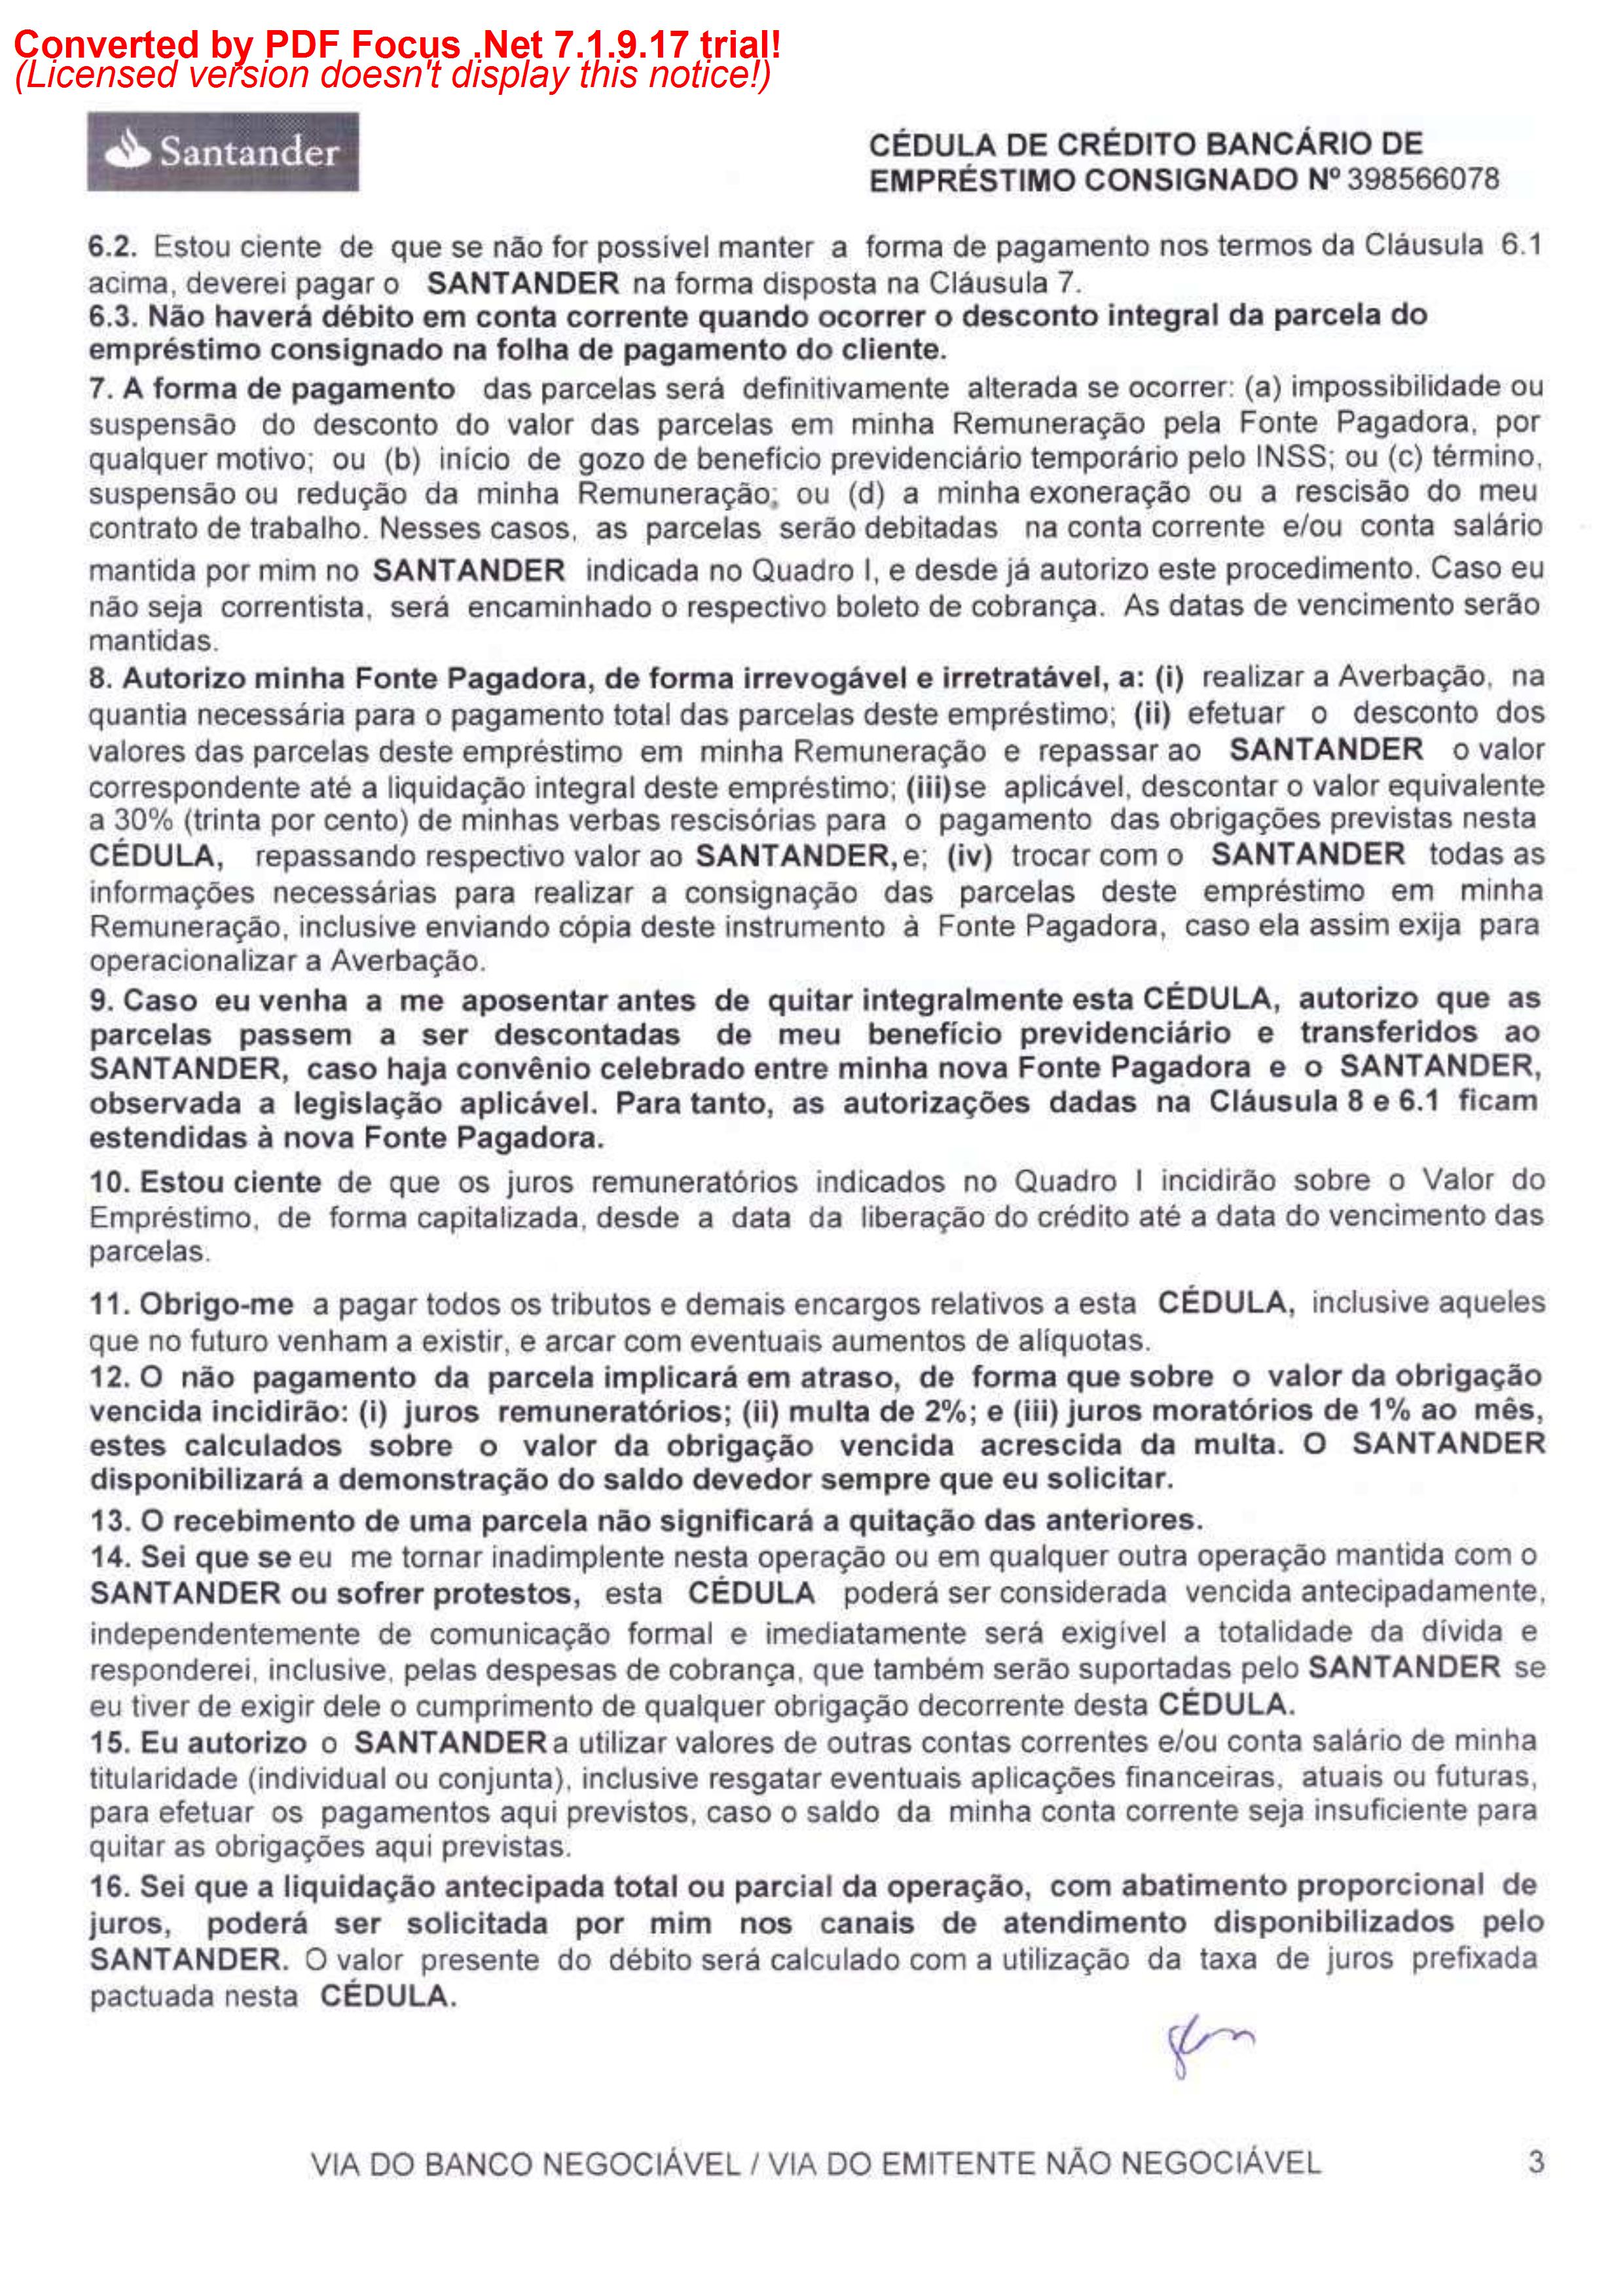 Converted by PDF Focus .Net 7.1.9.17 trial!
(Licensed version doesn't display this notice!)
Santander
CÉDULA DE CRÉDITO BANCÁRIO DE
EMPRÉSTIMO CONSIGNADO Nº 398566078
6.2. Estou ciente de que se não for possível manter a forma de pagamento nos termos da Cláusula 6.1
acima, deverei pagar o SANTANDER na forma disposta na Cláusula 7.
6.3. Não haverá débito em conta corrente quando ocorrer o desconto integral da parcela do
empréstimo consignado na folha de pagamento do cliente.
7. A forma de pagamento das parcelas será definitivamente alterada se ocorrer: (a) impossibilidade ou
suspensão do desconto do valor das parcelas em minha Remuneração pela Fonte Pagadora, por
qualquer motivo; ou (b) início de gozo de benefício previdenciário temporário pelo INSS; ou (c) término,
suspensão ou redução da minha Remuneração; ou (d) a minha exoneração ou a rescisão do meu
contrato de trabalho. Nesses casos, as parcelas serão debitadas na conta corrente e/ou conta salário
mantida por mim no SANTANDER indicada no Quadro I, e desde já autorizo este procedimento. Caso eu
não seja correntista, será encaminhado o respectivo boleto de cobrança. As datas de vencimento serão
mantidas.
8. Autorizo minha Fonte Pagadora, de forma irrevogável e irretratável, a: (i) realizar a Averbação, na
quantia necessária para o pagamento total das parcelas deste empréstimo; (ii) efetuar o desconto dos
valores das parcelas deste empréstimo em minha Remuneração e repassar ao SANTANDER o valor
correspondente até a liquidação integral deste empréstimo; (iii)se aplicável, descontar o valor equivalente
a 30% (trinta por cento) de minhas verbas rescisórias para o pagamento das obrigações previstas nesta
CÉDULA, repassando respectivo valor ao SANTANDER,e; (iv) trocar com o SANTANDER todas as
informações necessárias para realizar a consignação das parcelas deste empréstimo em minha
Remuneração, inclusive enviando cópia deste instrumento à Fonte Pagadora, caso ela assim exija para
operacionalizar a Averbação.
9. Caso eu venha a me aposentar antes de quitar integralmente esta CÉDULA, autorizo que as
parcelas passem a ser descontadas de meu benefício previdenciário e transferidos ao
SANTANDER, caso haja convênio celebrado entre minha nova Fonte Pagadora e o SANTANDER,
observada a legislação aplicável. Para tanto, as autorizações dadas na Cláusula 8 e 6.1 ficam
estendidas à nova Fonte Pagadora.
10. Estou ciente de que os juros remuneratórios indicados no Quadro I incidirão sobre o Valor do
Empréstimo, de forma capitalizada, desde a data da liberação do crédito até a data do vencimento das
parcelas.
11. Obrigo-me a pagar todos os tributos e demais encargos relativos a esta CÉDULA, inclusive aqueles
que no futuro venham a existir, e arcar com eventuais aumentos de alíquotas.
12. O não pagamento da parcela implicará em atraso, de forma que sobre o valor da obrigação
vencida incidirão: (i) juros remuneratórios; (ii) multa de 2%; e (iii) juros moratórios de 1% ao mês,
estes calculados sobre o valor da obrigação vencida acrescida da multa. O SANTANDER
disponibilizará a demonstração do saldo devedor sempre que eu solicitar.
13. O recebimento de uma parcela não significará a quitação das anteriores.
14. Sei que se eu me tornar inadimplente nesta operação ou em qualquer outra operação mantida com o
SANTANDER ou sofrer protestos, esta CÉDULA poderá ser considerada vencida antecipadamente,
independentemente de comunicação formal e imediatamente será exigível a totalidade da dívida e
responderei, inclusive, pelas despesas de cobrança, que também serão suportadas pelo SANTANDER se
eu tiver de exigir dele o cumprimento de qualquer obrigação decorrente desta CÉDULA.
15. Eu autorizo o SANTANDER a utilizar valores de outras contas correntes e/ou conta salário de minha
titularidade (individual ou conjunta), inclusive resgatar eventuais aplicações financeiras, atuais ou futuras,
para efetuar os pagamentos aqui previstos, caso o saldo da minha conta corrente seja insuficiente para
quitar as obrigações aqui previstas.
16. Sei que a liquidação antecipada total ou parcial da operação, com abatimento proporcional de
juros, poderá ser solicitada por mim nos canais de atendimento disponibilizados pelo
SANTANDER. O valor presente do débito será calculado com a utilização da taxa de juros prefixada
pactuada nesta CÉDULA.
VIA DO BANCO NEGOCIÁVEL / VIA DO EMITENTE NÃO NEGOCIÁVEL 3